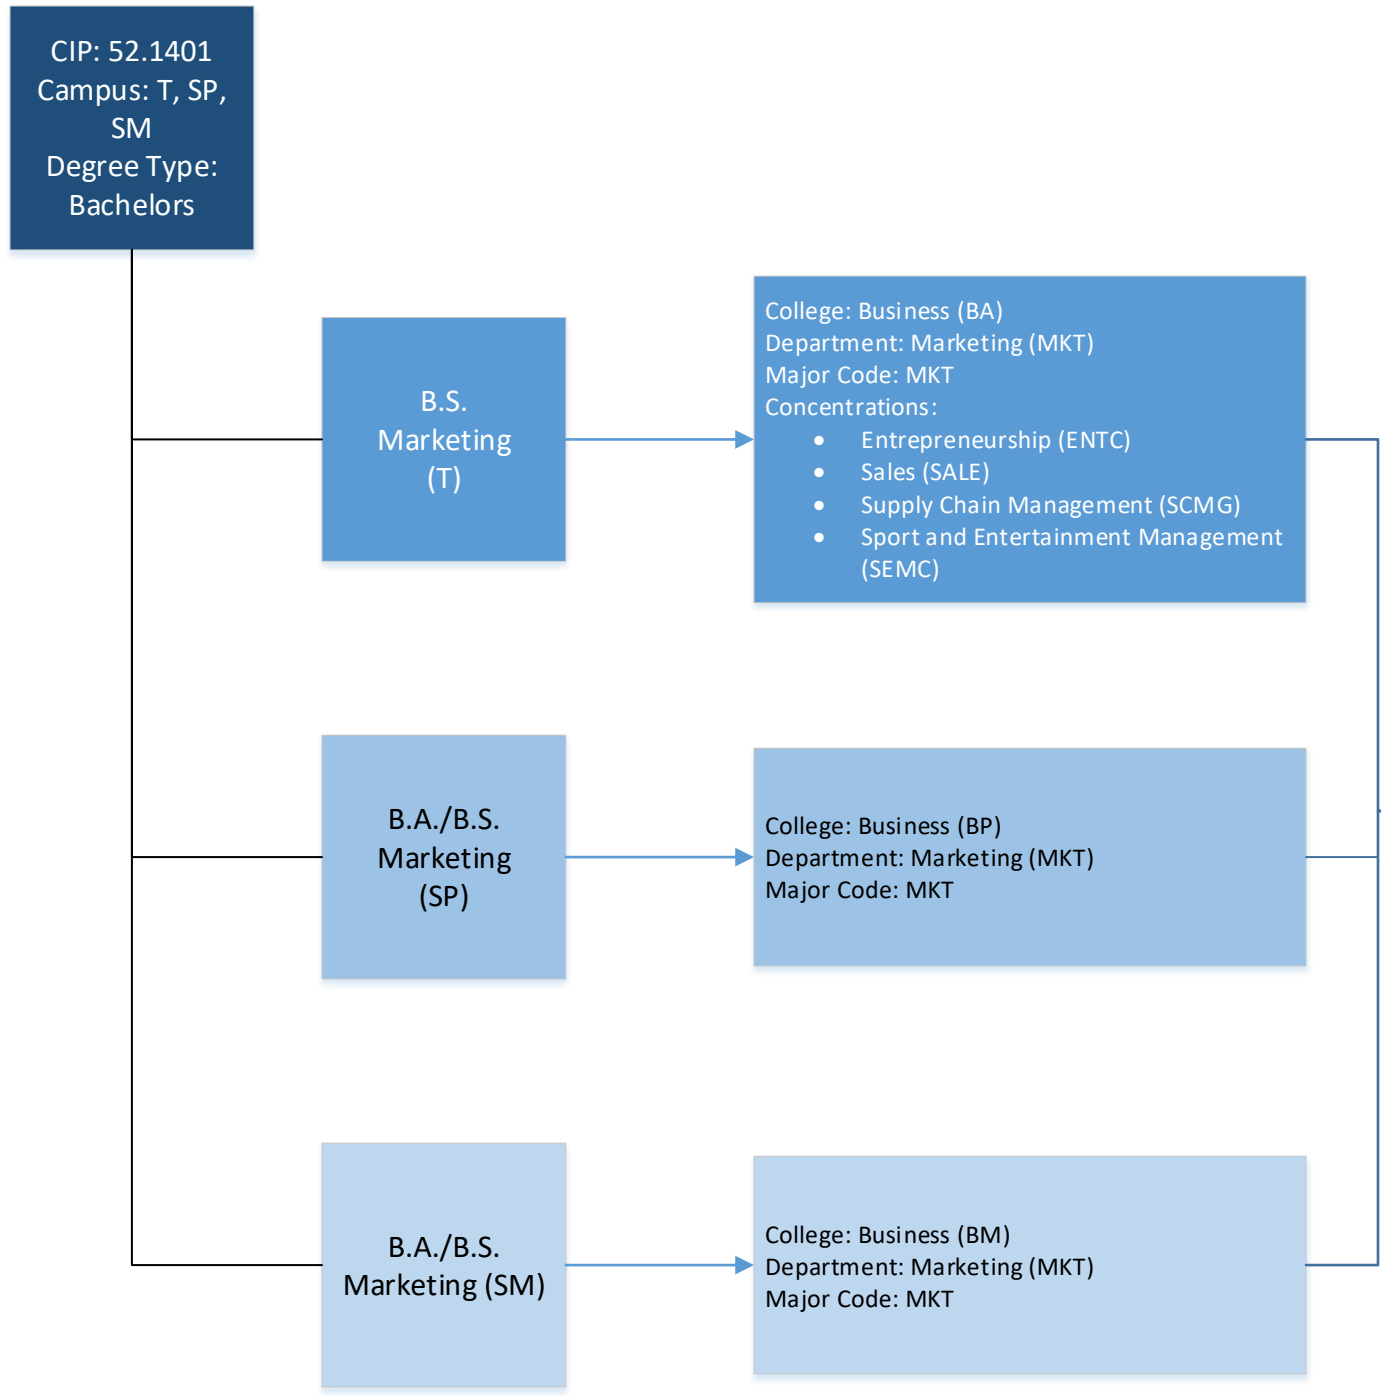 CIP: 52.1401
Campus: T, SP,
SM
Degree Type:
Bachelors
B.S.
Marketing
(T)
College: Business (BA)
Department: Marketing (MKT)
Major Code: MKT
Concentrations:
• Entrepreneurship (ENTC)
• Sales (SALE)
• Supply Chain Management (SCMG)
• Sport and Entertainment Management
(SEMC)
B.A./B.S.
Marketing
(SP)
College: Business (BP)
Department: Marketing (MKT)
Major Code: MKT
B.A./B.S.
Marketing (SM)
College: Business (BM)
Department: Marketing (MKT)
Major Code: MKT